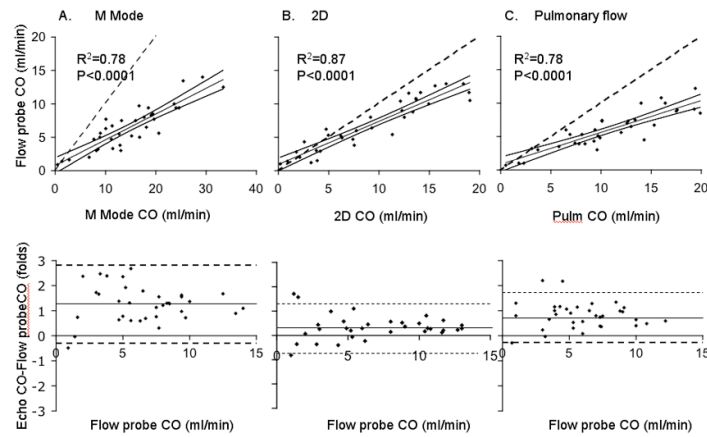 A. M Mode
B. 2D
C. Pulmonary flow
Flow probe CO (ml/min)
20
15
10
5
0
R²=0.78
P<0.0001
R²=0.87
P<0.0001
R²=0.78
P<0.0001
0 10 20 30 40
0 5 10 15 20
0 5 10 15 20
M Mode CO (ml/min)
2D CO (ml/min)
Pulm CO (ml/min)
Echo CO-Flow probeCO (folds)
3
2
1
0
-1
-2
-3
0 5 10 15
0 5 10 15
0 5 10 15
Flow probe CO (ml/min)
Flow probe CO (ml/min)
Flow probe CO (ml/min)